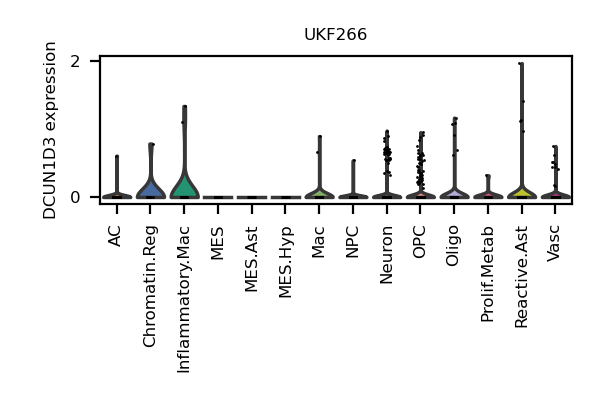 UKF266
DCUN1D3 expression
2
0
AC
Chromatin.Reg
Inflammatory.Mac
MES
MES.Ast
MES.Hyp
Mac
NPC
Neuron
OPC
Oligo
Prolif.Metab
Reactive.Ast
Vasc